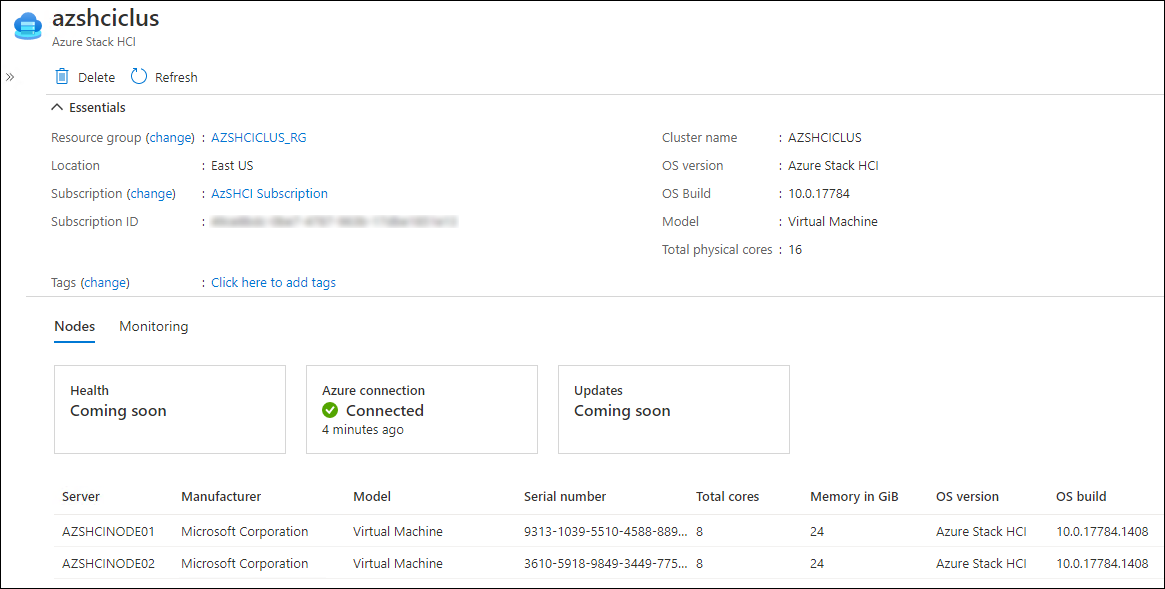 azshciclus
Azure Stack HCI
» Delete Refresh
Essentials
Resource group (change) : AZSHCICLUS_RG
Cluster name : AZSHCICLUS
Location : East US
OS version : Azure Stack HCI
Subscription (change) : AzSHCI Subscription
OS Build : 10.0.17784
Subscription ID :
Model : Virtual Machine
Total physical cores : 16
Tags (change) : Click here to add tags
Nodes Monitoring
Health
Coming soon
Azure connection
Connected
4 minutes ago
Updates
Coming soon
Server Manufacturer Model Serial number Total cores Memory in GiB OS version OS build
AZSHCINODE01 Microsoft Corporation Virtual Machine 9313-1039-5510-4588-889... 8 24 Azure Stack HCI 10.0.17784.1408
AZSHCINODE02 Microsoft Corporation Virtual Machine 3610-5918-9849-3449-775... 8 24 Azure Stack HCI 10.0.17784.1408